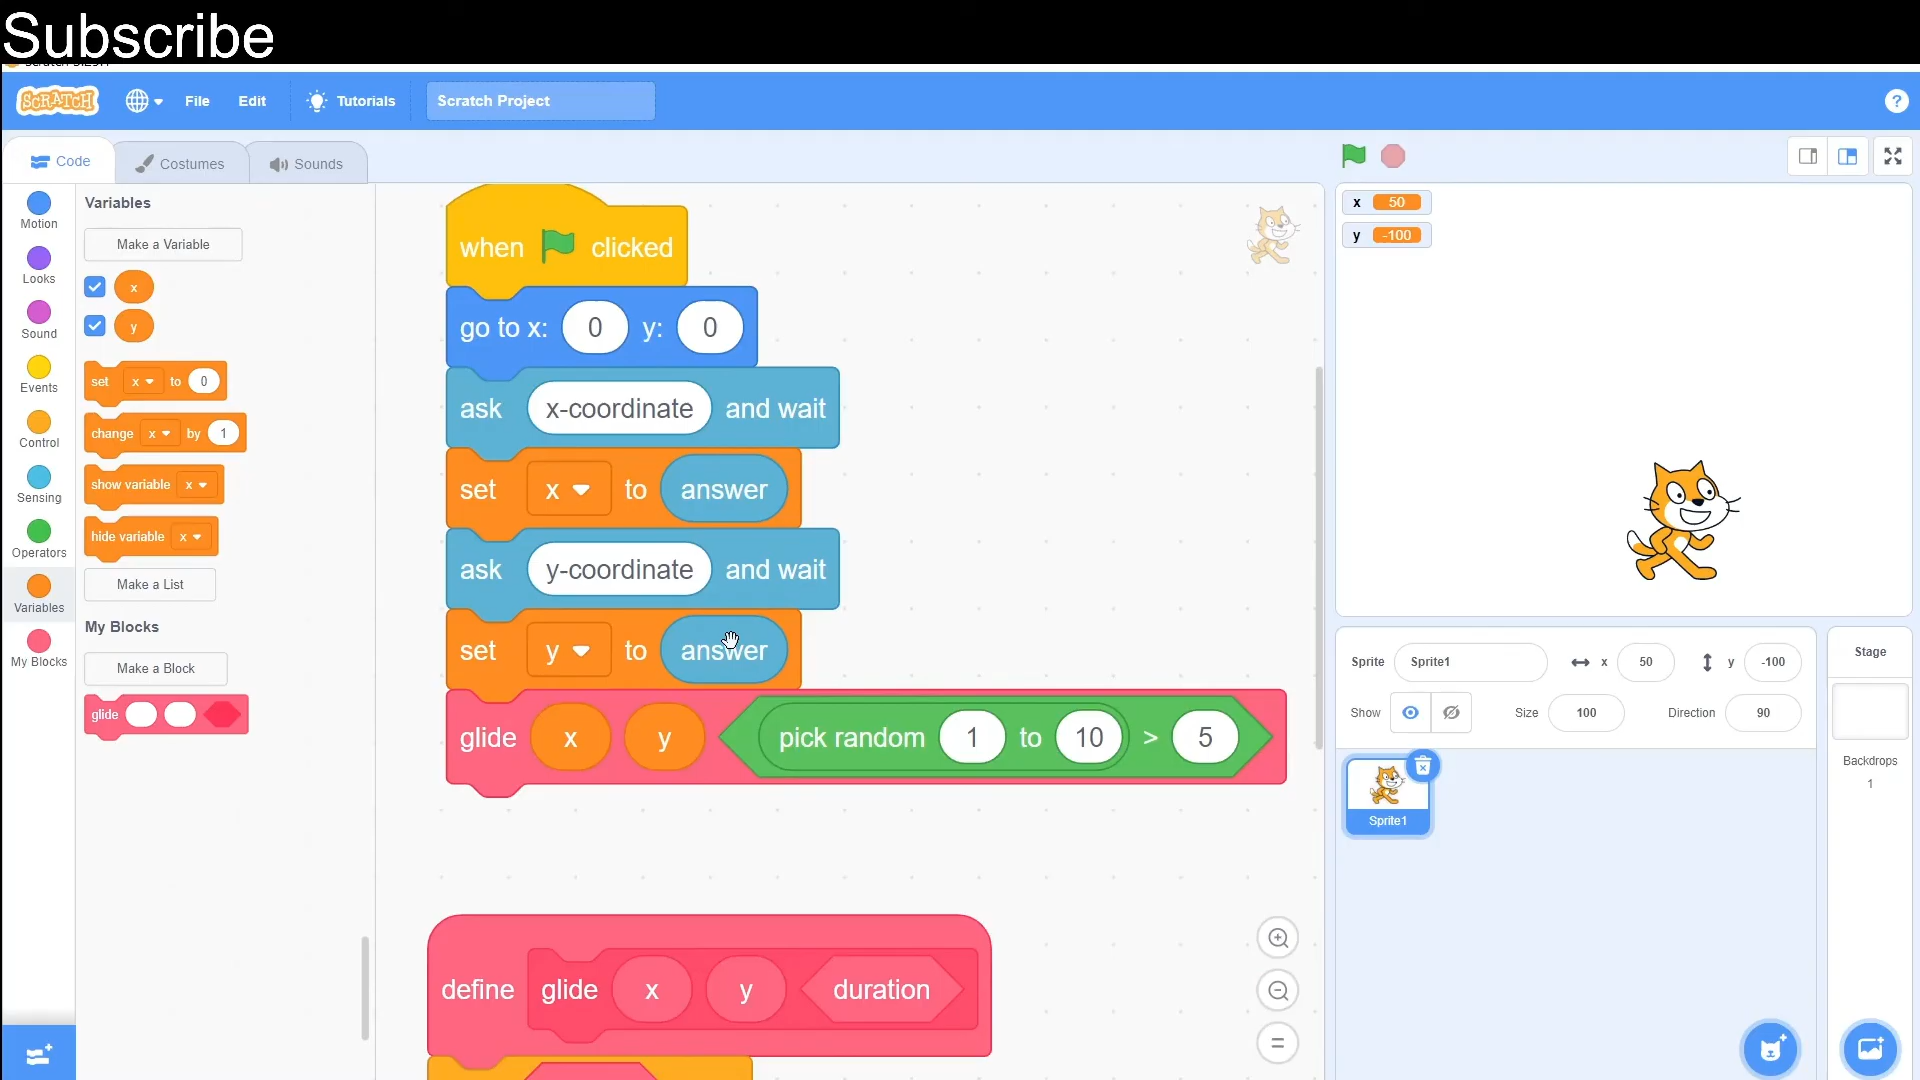 Subscribe
SCRATCH
File
Edit
Tutorials
Scratch Project
?
Code
Costumes
Sounds
Motion
Looks
Sound
Events
Control
Sensing
Operators
Variables
My Blocks
Variables
Make a Variable
x
y
set x to 0
change x by 1
show variable x
hide variable x
Make a List
My Blocks
Make a Block
glide
when clicked
go to x: 0 y: 0
ask x-coordinate and wait
set x to answer
ask y-coordinate and wait
set y to answer
glide x y pick random 1 to 10 > 5
define glide x y duration
x 50
y -100
Sprite Sprite1 x 50 y -100
Show Size 100 Direction 90
Sprite1
Stage
Backdrops
1